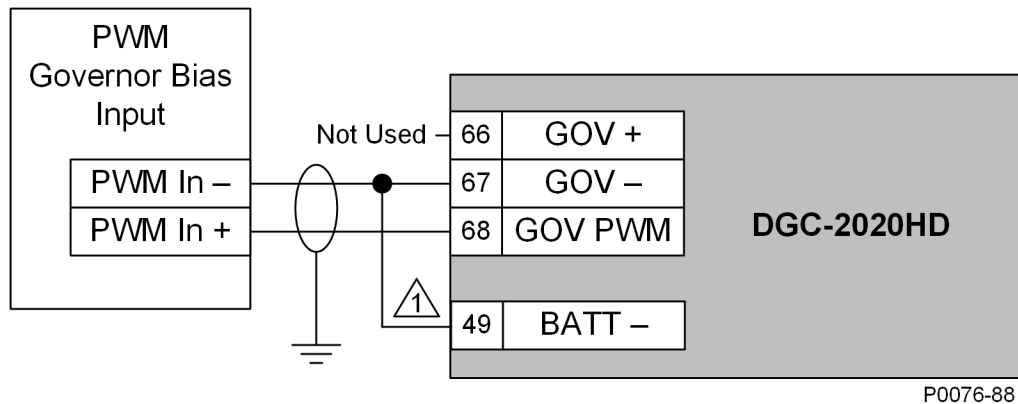 PWM
Governor Bias
Input
PWM In –
PWM In +
Not Used
66 GOV +
67 GOV –
68 GOV PWM
1
49 BATT –
DGC-2020HD
P0076-88